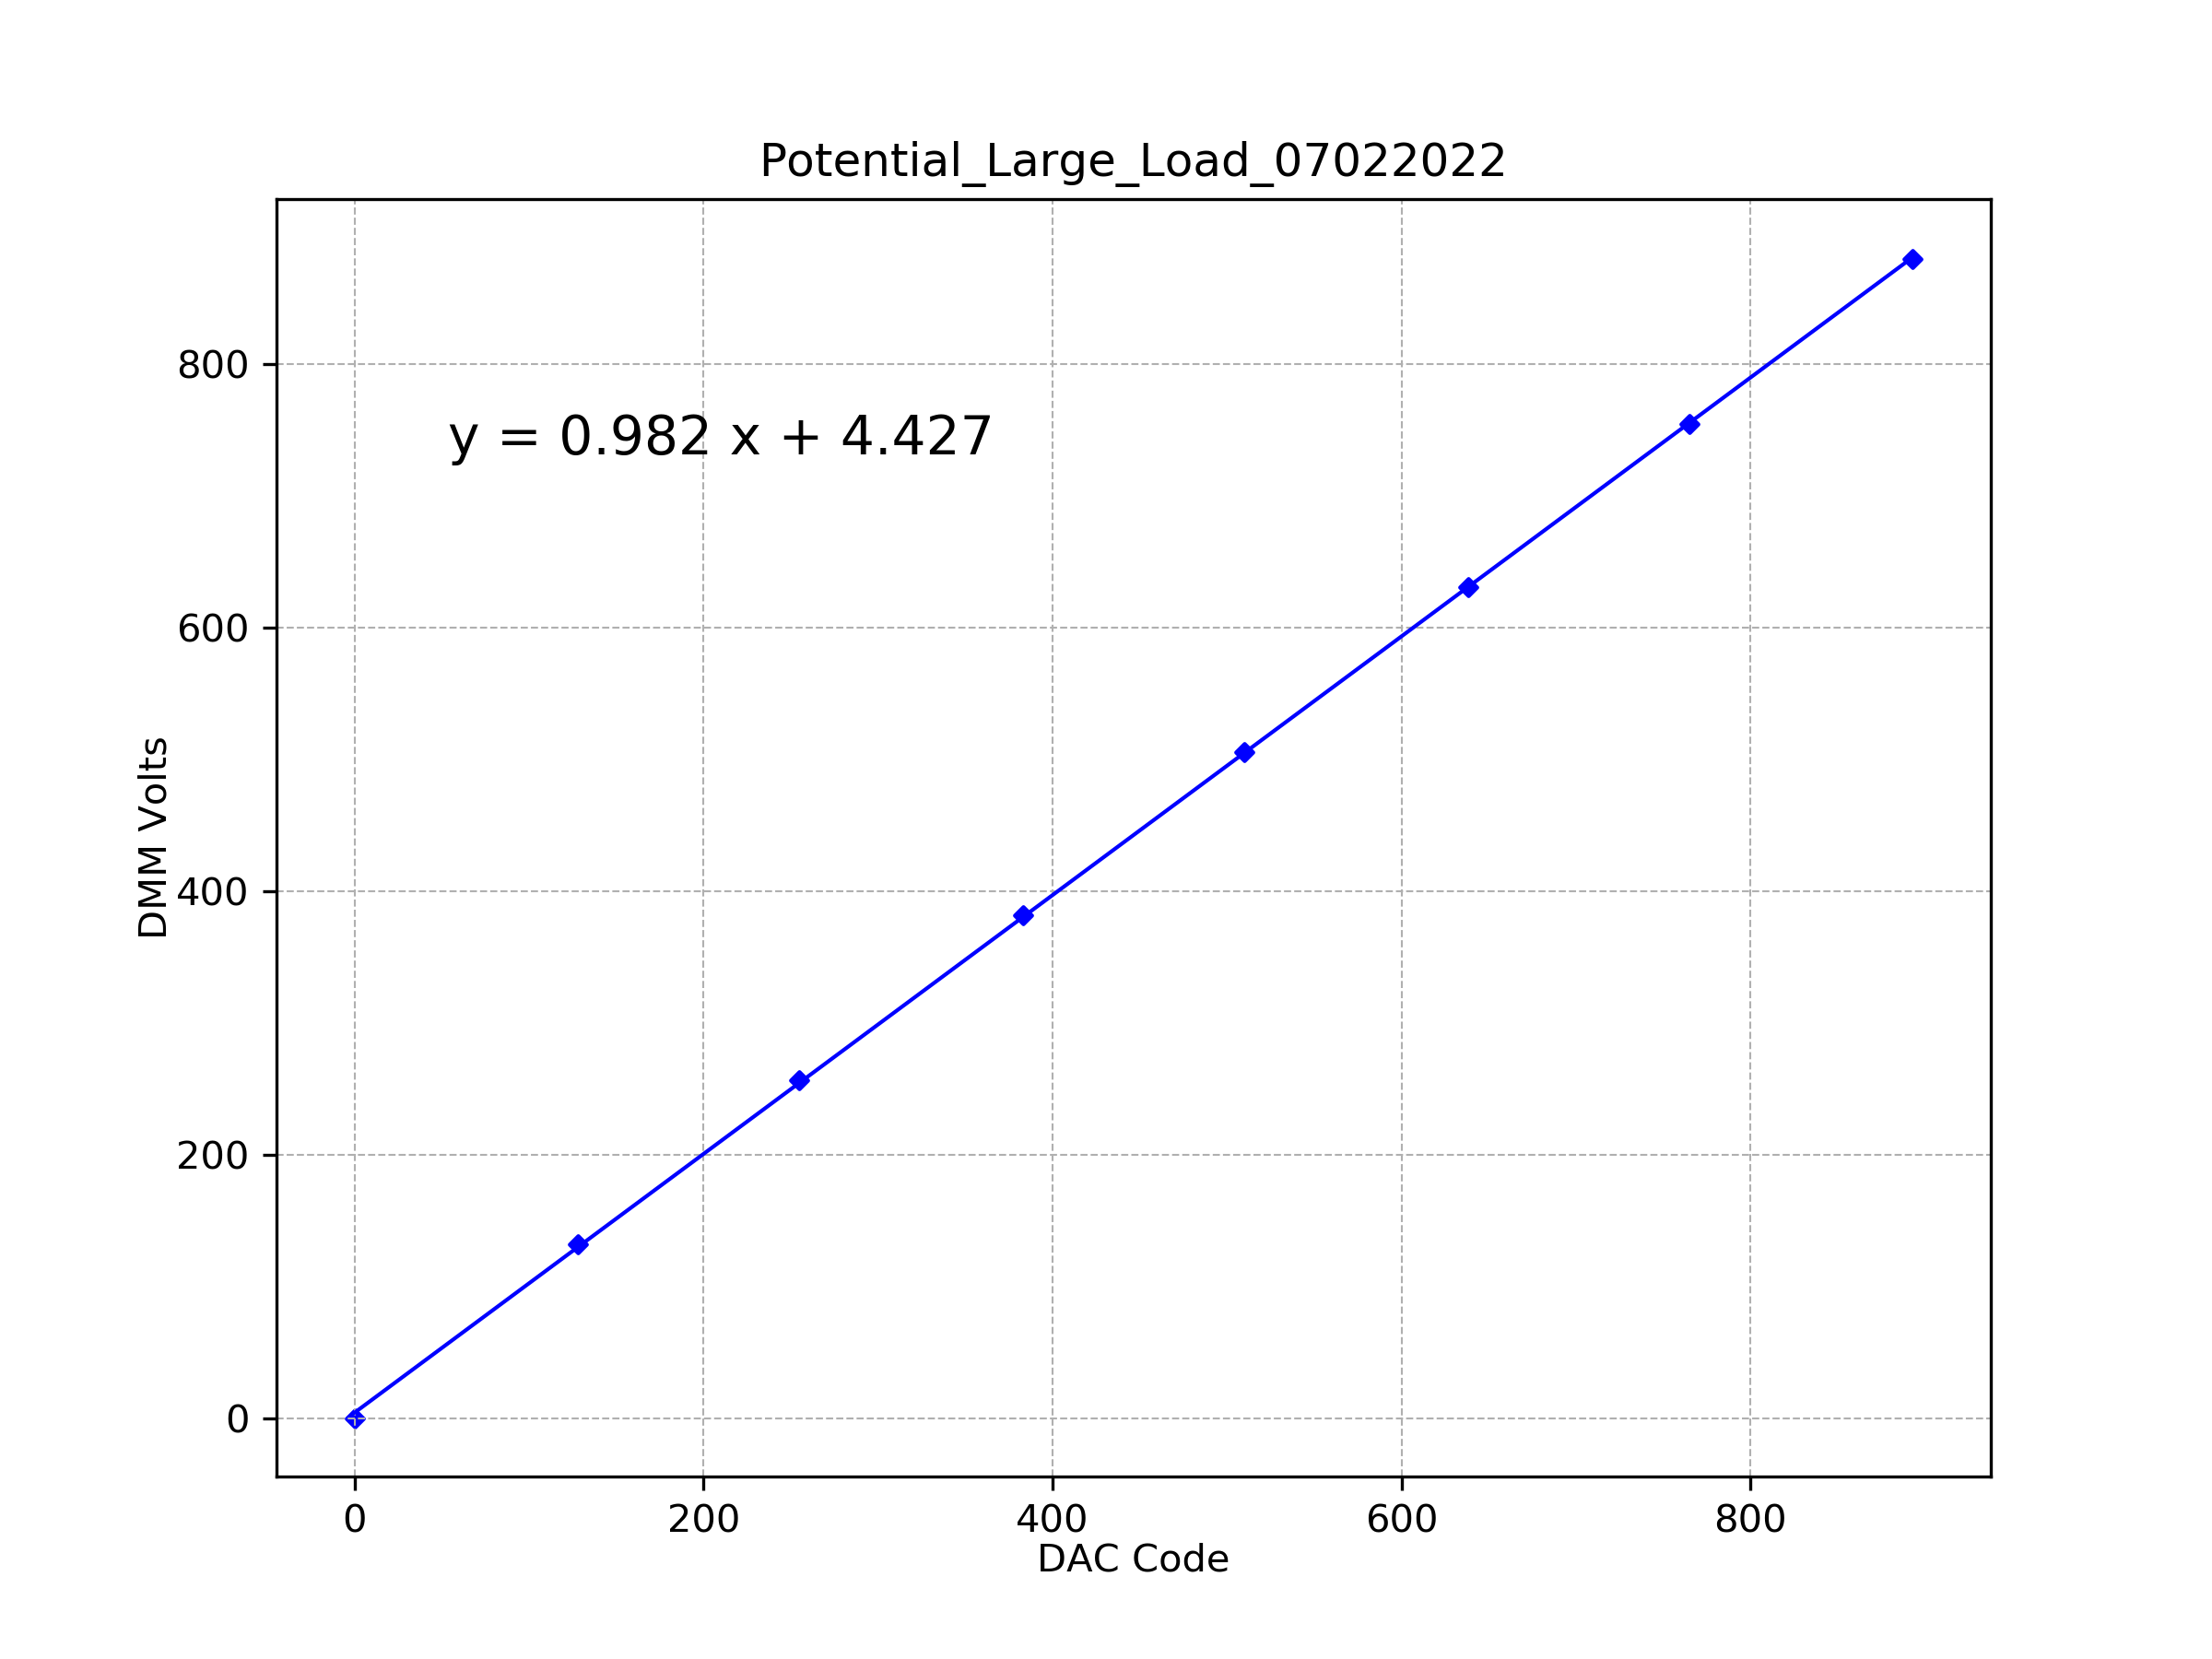 Potential_Large_Load_07022022
y = 0.982 x + 4.427
DMM Volts
800
600
400
200
0
0 200 400 600 800
DAC Code